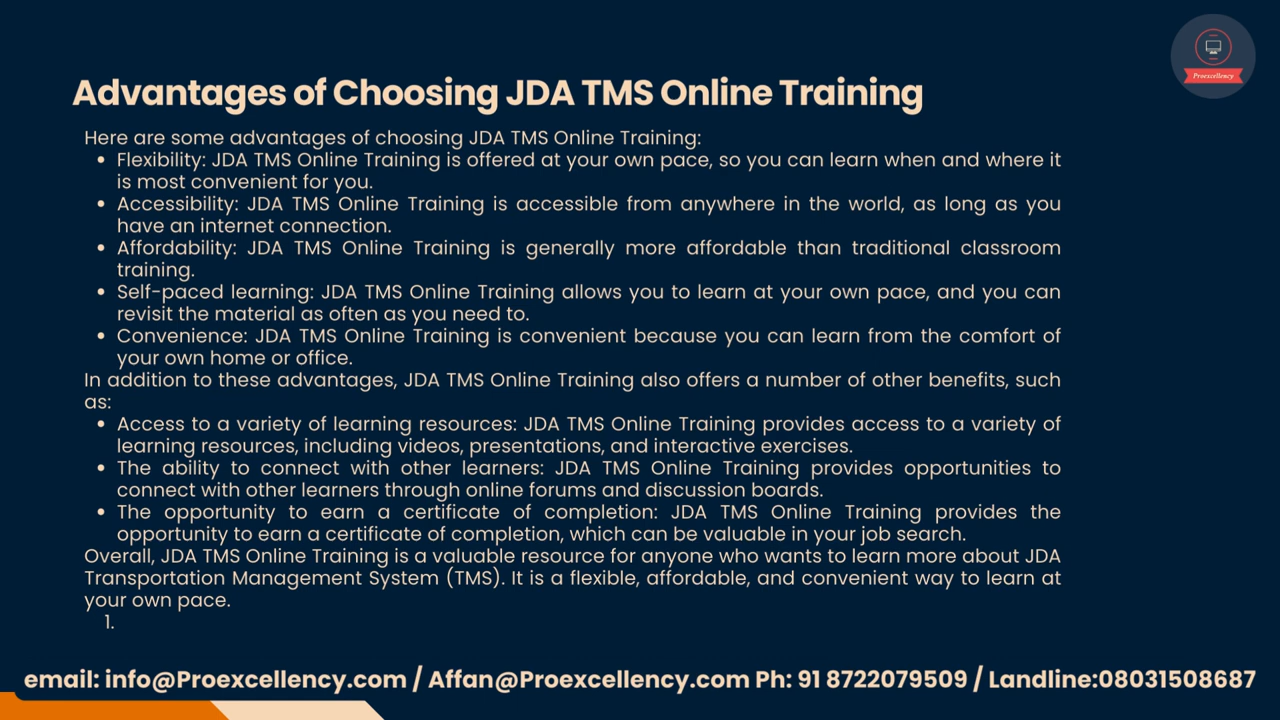 Proexcellency
Advantages of Choosing JDA TMS Online Training
Here are some advantages of choosing JDA TMS Online Training:
• Flexibility: JDA TMS Online Training is offered at your own pace, so you can learn when and where it
is most convenient for you.
• Accessibility: JDA TMS Online Training is accessible from anywhere in the world, as long as you
have an internet connection.
• Affordability: JDA TMS Online Training is generally more affordable than traditional classroom
training.
• Self-paced learning: JDA TMS Online Training allows you to learn at your own pace, and you can
revisit the material as often as you need to.
• Convenience: JDA TMS Online Training is convenient because you can learn from the comfort of
your own home or office.
In addition to these advantages, JDA TMS Online Training also offers a number of other benefits, such
as:
• Access to a variety of learning resources: JDA TMS Online Training provides access to a variety of
learning resources, including videos, presentations, and interactive exercises.
• The ability to connect with other learners: JDA TMS Online Training provides opportunities to
connect with other learners through online forums and discussion boards.
• The opportunity to earn a certificate of completion: JDA TMS Online Training provides the
opportunity to earn a certificate of completion, which can be valuable in your job search.
Overall, JDA TMS Online Training is a valuable resource for anyone who wants to learn more about JDA
Transportation Management System (TMS). It is a flexible, affordable, and convenient way to learn at
your own pace.
1.
email: info@Proexcellency.com / Affan@Proexcellency.com Ph: 91 8722079509 / Landline:08031508687